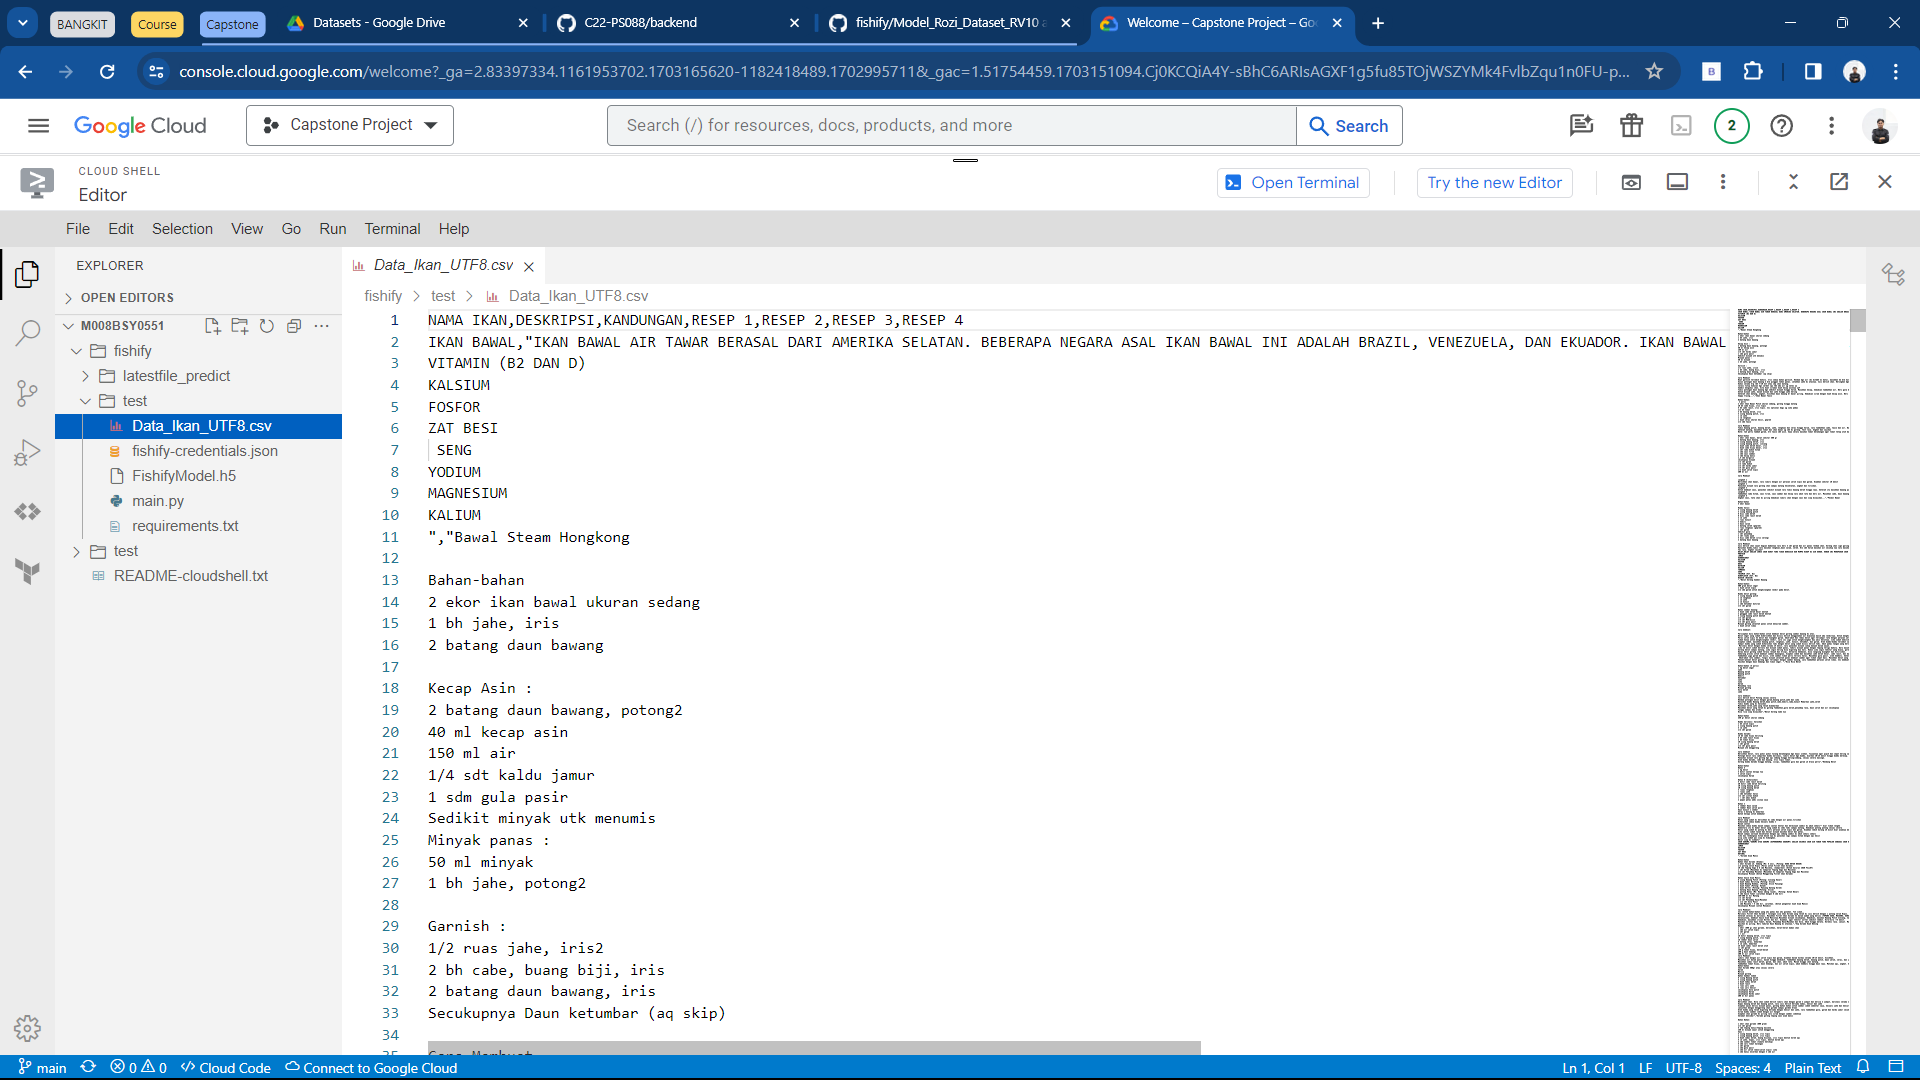 BANGKIT
Course
Capstone
Datasets - Google Drive
C22-PS088/backend
fishify/Model_Rozi_Dataset_RV10
Welcome – Capstone Project – Goo
console.cloud.google.com/welcome?_ga=2.83397334.1161953702.1703165620-1182418489.1702995711&_gac=1.51754459.1703151094.Cj0KCQiA4Y-sBhC6ARIsAGXF1g5fu85TOjWSZYMk4FvlbZqu1n0FU-p...
Google Cloud
Capstone Project
Search (/) for resources, docs, products, and more
Search
2
CLOUD SHELL
Editor
Open Terminal
Try the new Editor
File Edit Selection View Go Run Terminal Help
EXPLORER
OPEN EDITORS
M008BSY0551
fishify
latestfile_predict
test
Data_Ikan_UTF8.csv
fishify-credentials.json
FishifyModel.h5
main.py
requirements.txt
test
README-cloudshell.txt
Data_Ikan_UTF8.csv
fishify > test > Data_Ikan_UTF8.csv
1 NAMA IKAN,DESKRIPSI,KANDUNGAN,RESEP 1,RESEP 2,RESEP 3,RESEP 4
2 IKAN BAWAL,"IKAN BAWAL AIR TAWAR BERASAL DARI AMERIKA SELATAN. BEBERAPA NEGARA ASAL IKAN BAWAL INI ADALAH BRAZIL, VENEZUELA, DAN EKUADOR. IKAN BAWAL
3 VITAMIN (B2 DAN D)
4 KALSIUM
5 FOSFOR
6 ZAT BESI
7 SENG
8 YODIUM
9 MAGNESIUM
10 KALIUM
11 ","Bawal Steam Hongkong
12
13 Bahan-bahan
14 2 ekor ikan bawal ukuran sedang
15 1 bh jahe, iris
16 2 batang daun bawang
17
18 Kecap Asin :
19 2 batang daun bawang, potong2
20 40 ml kecap asin
21 150 ml air
22 1/4 sdt kaldu jamur
23 1 sdm gula pasir
24 Sedikit minyak utk menumis
25 Minyak panas :
26 50 ml minyak
27 1 bh jahe, potong2
28
29 Garnish :
30 1/2 ruas jahe, iris2
31 2 bh cabe, buang biji, iris
32 2 batang daun bawang, iris
33 Secukupnya Daun ketumbar (aq skip)
34
35 Cara Membuat
main 0 0 Cloud Code Connect to Google Cloud
Ln 1, Col 1 LF UTF-8 Spaces: 4 Plain Text